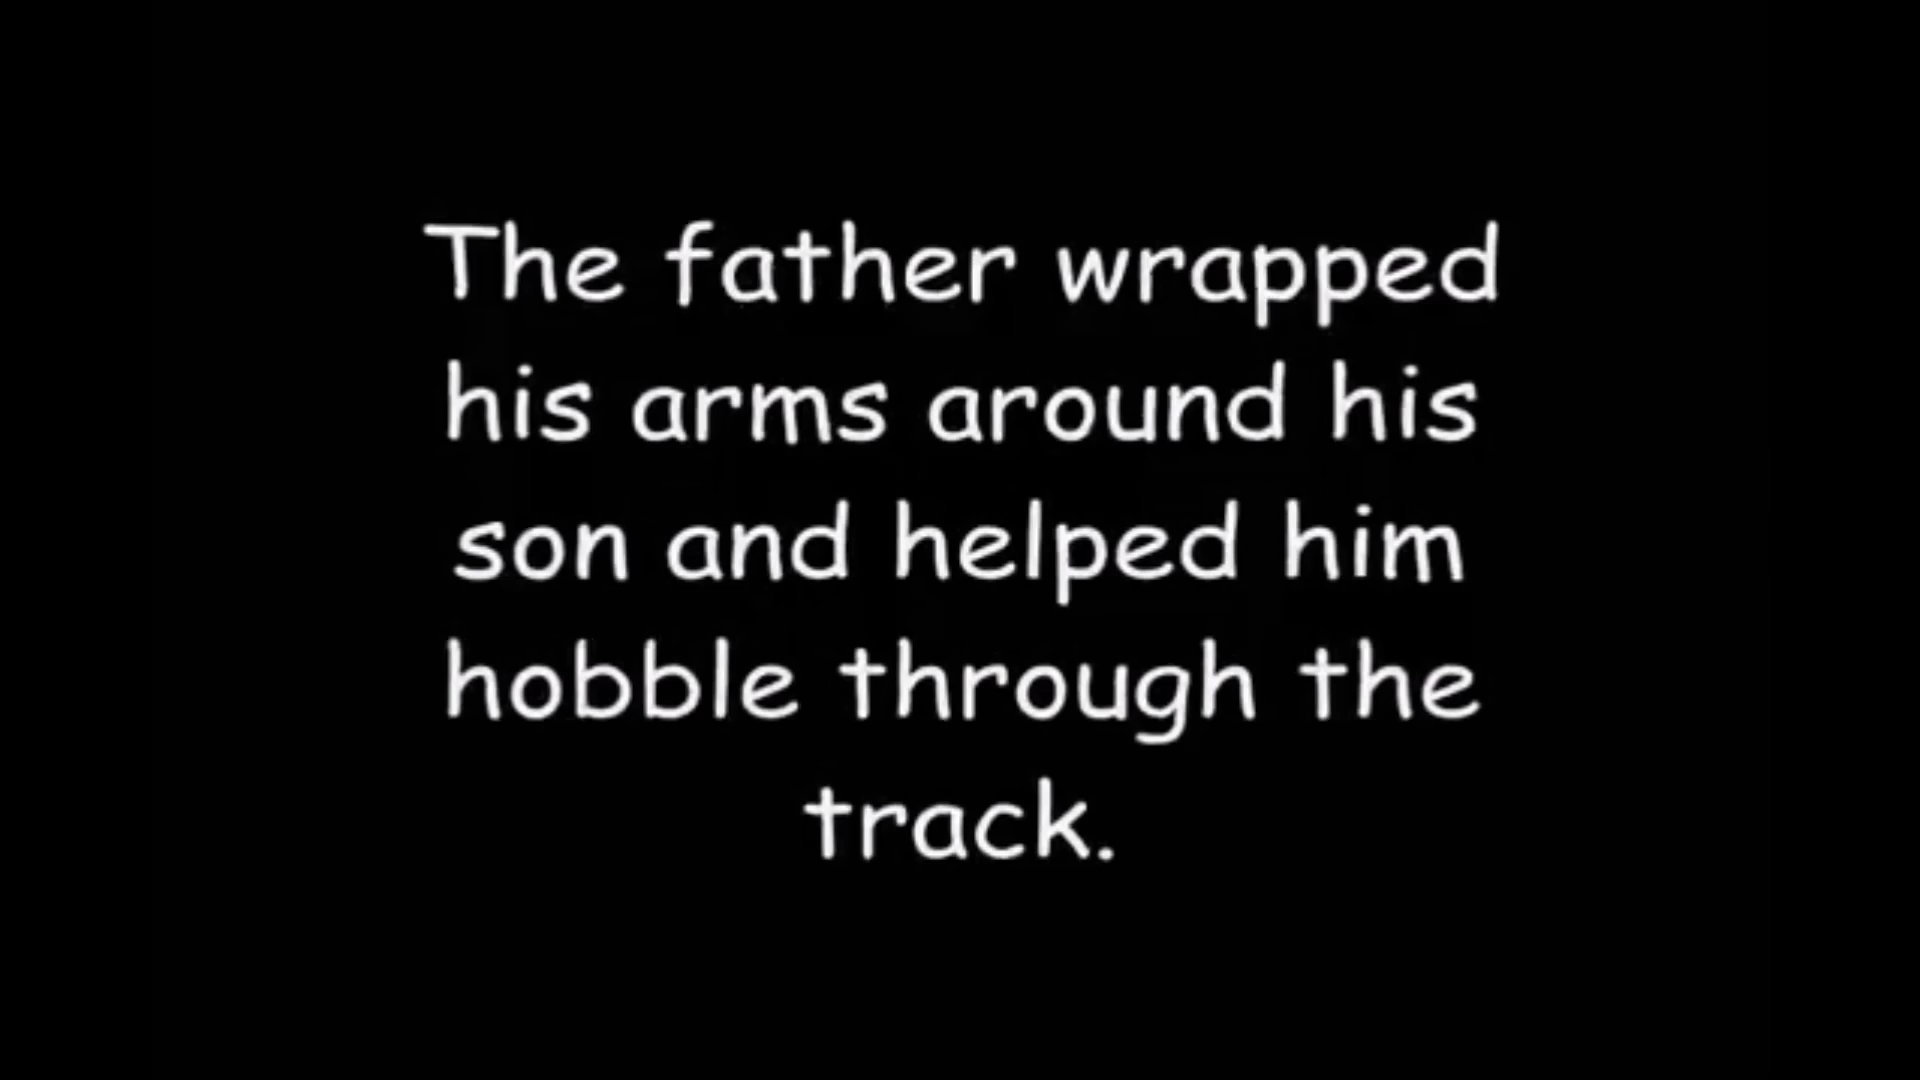 The father wrapped
his arms around his
son and helped him
hobble through the
track.